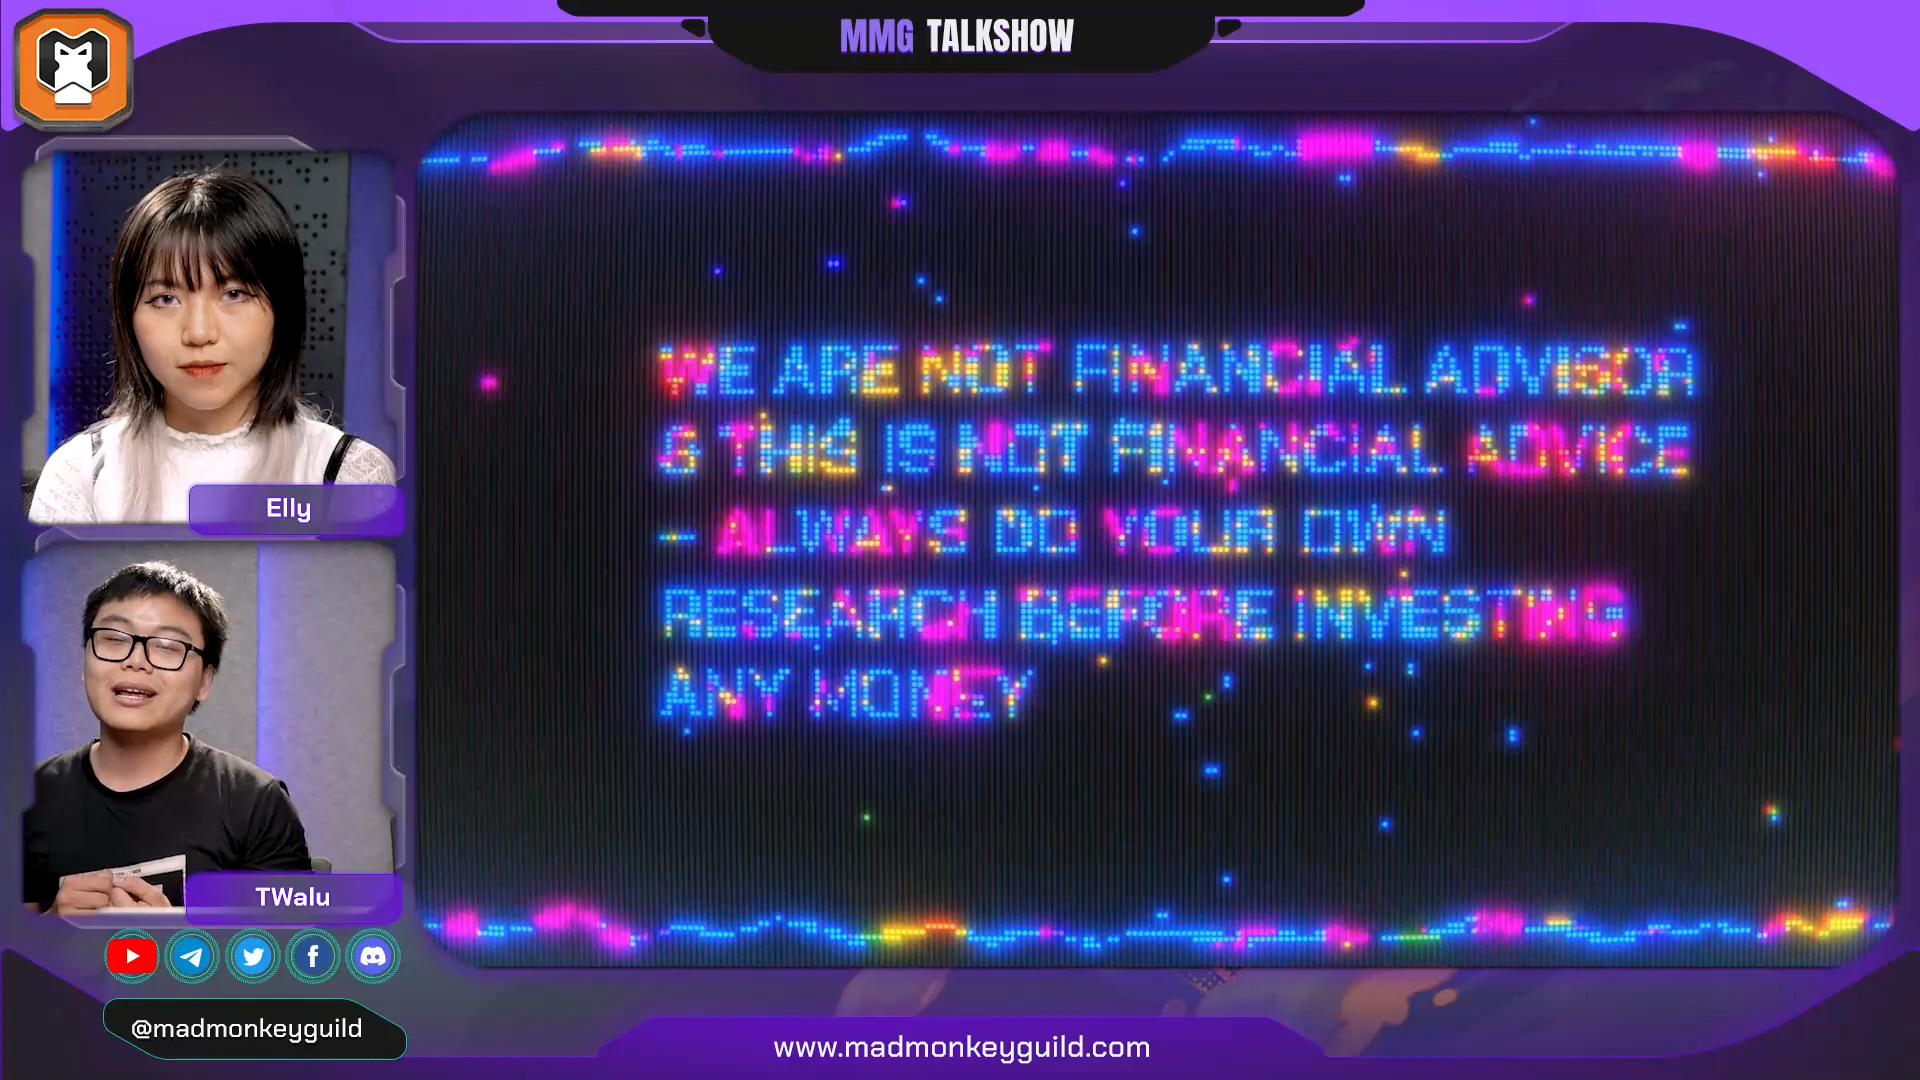 MMG TALKSHOW
WE ARE NOT FINANCIAL ADVISOR
& THIS IS NOT FINANCIAL ADVICE
- ALWAYS DO YOUR OWN
RESEARCH BEFORE INVESTING
ANY MONEY
Elly
TWalu
@madmonkeyguild
www.madmonkeyguild.com